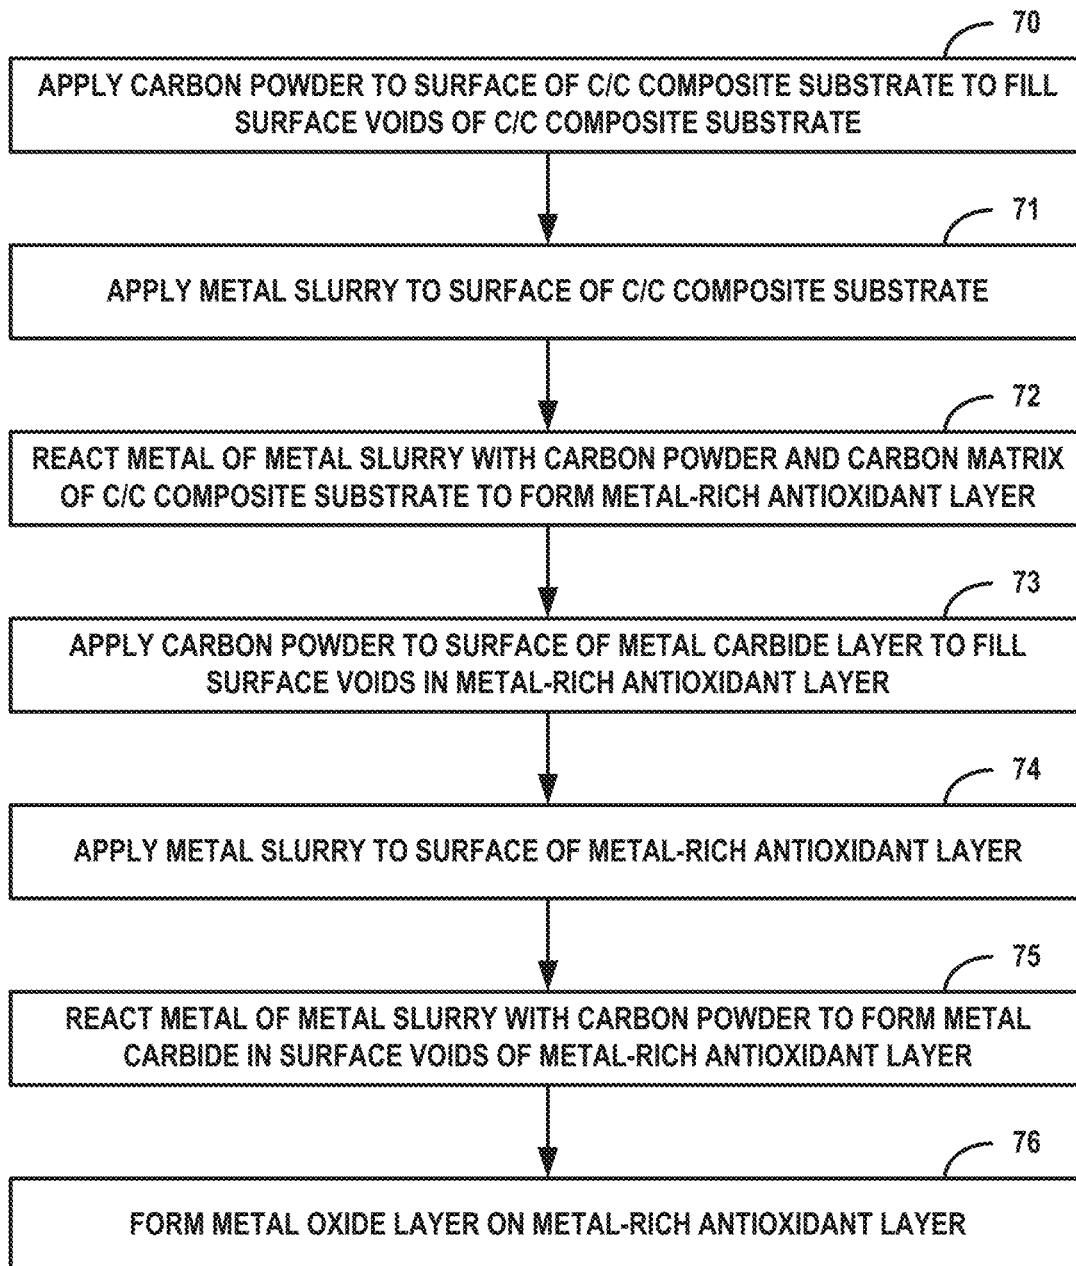 70
APPLY CARBON POWDER TO SURFACE OF C/C COMPOSITE SUBSTRATE TO FILL
SURFACE VOIDS OF C/C COMPOSITE SUBSTRATE
71
APPLY METAL SLURRY TO SURFACE OF C/C COMPOSITE SUBSTRATE
72
REACT METAL OF METAL SLURRY WITH CARBON POWDER AND CARBON MATRIX
OF C/C COMPOSITE SUBSTRATE TO FORM METAL-RICH ANTIOXIDANT LAYER
73
APPLY CARBON POWDER TO SURFACE OF METAL CARBIDE LAYER TO FILL
SURFACE VOIDS IN METAL-RICH ANTIOXIDANT LAYER
74
APPLY METAL SLURRY TO SURFACE OF METAL-RICH ANTIOXIDANT LAYER
75
REACT METAL OF METAL SLURRY WITH CARBON POWDER TO FORM METAL
CARBIDE IN SURFACE VOIDS OF METAL-RICH ANTIOXIDANT LAYER
76
FORM METAL OXIDE LAYER ON METAL-RICH ANTIOXIDANT LAYER